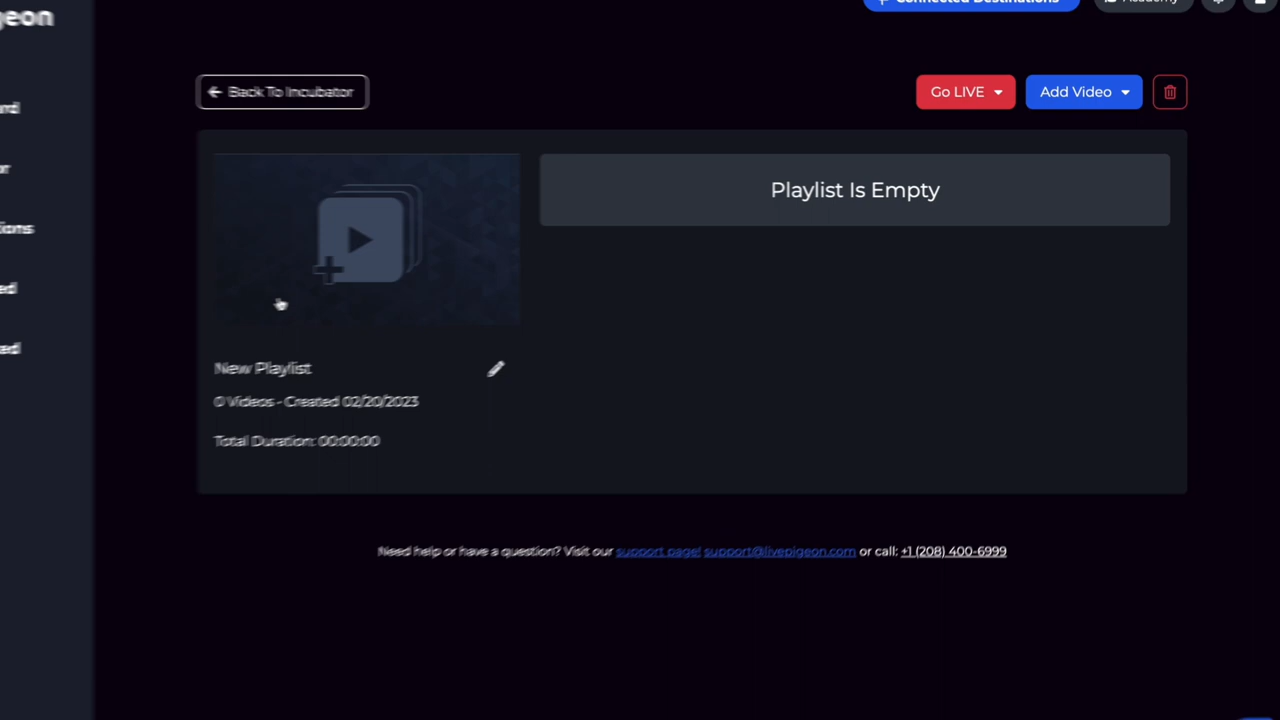 Connected Destinations
Academy
Back To Incubator
Go LIVE
Add Video
Playlist Is Empty
New Playlist
0 Videos - Created 02/20/2023
Total Duration: 00:00:00
Need help or have a question? Visit our support page! support@livepigeon.com or call: +1 (208) 400-6999